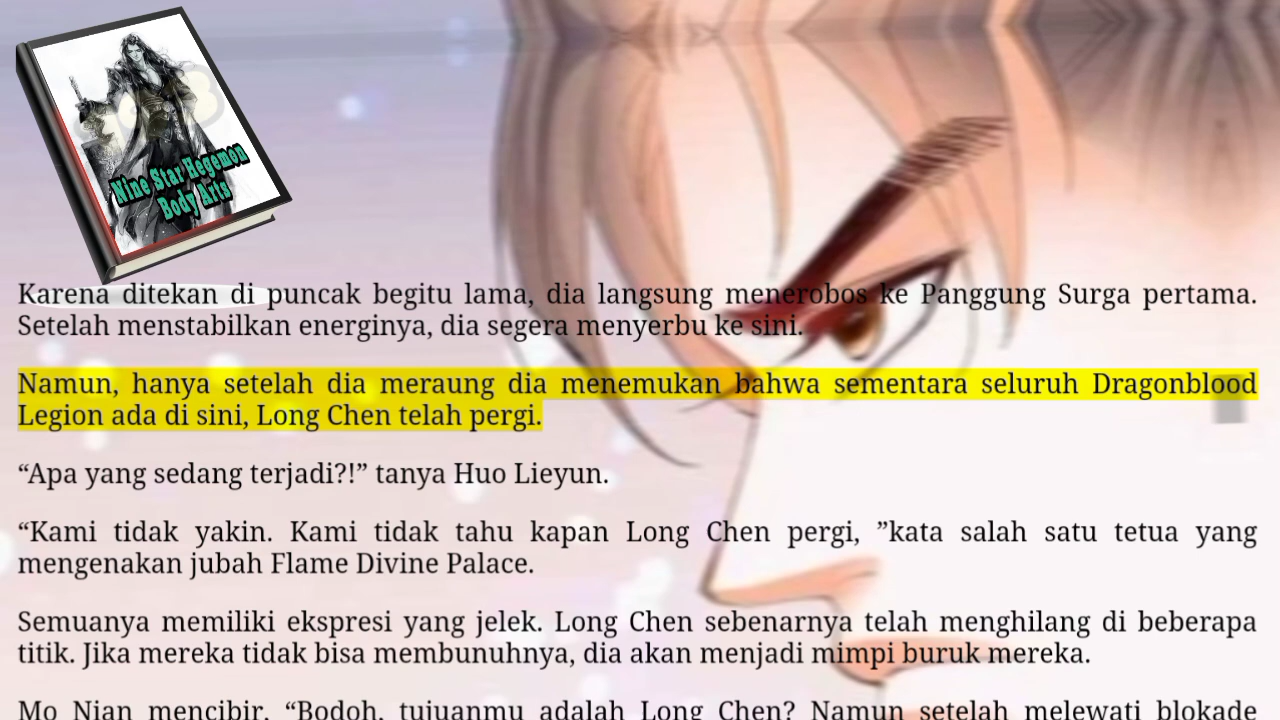 Nine Star Hegemon
Body Arts
Karena ditekan di puncak begitu lama, dia langsung menerobos ke Panggung Surga pertama.
Setelah menstabilkan energinya, dia segera menyerbu ke sini.
Namun, hanya setelah dia meraung dia menemukan bahwa sementara seluruh Dragonblood
Legion ada di sini, Long Chen telah pergi.
“Apa yang sedang terjadi?!” tanya Huo Lieyun.
“Kami tidak yakin. Kami tidak tahu kapan Long Chen pergi, ”kata salah satu tetua yang
mengenakan jubah Flame Divine Palace.
Semuanya memiliki ekspresi yang jelek. Long Chen sebenarnya telah menghilang di beberapa
titik. Jika mereka tidak bisa membunuhnya, dia akan menjadi mimpi buruk mereka.
Mo Nian mencibir. “Bodoh, tujuanmu adalah Long Chen? Namun setelah melewati blokade